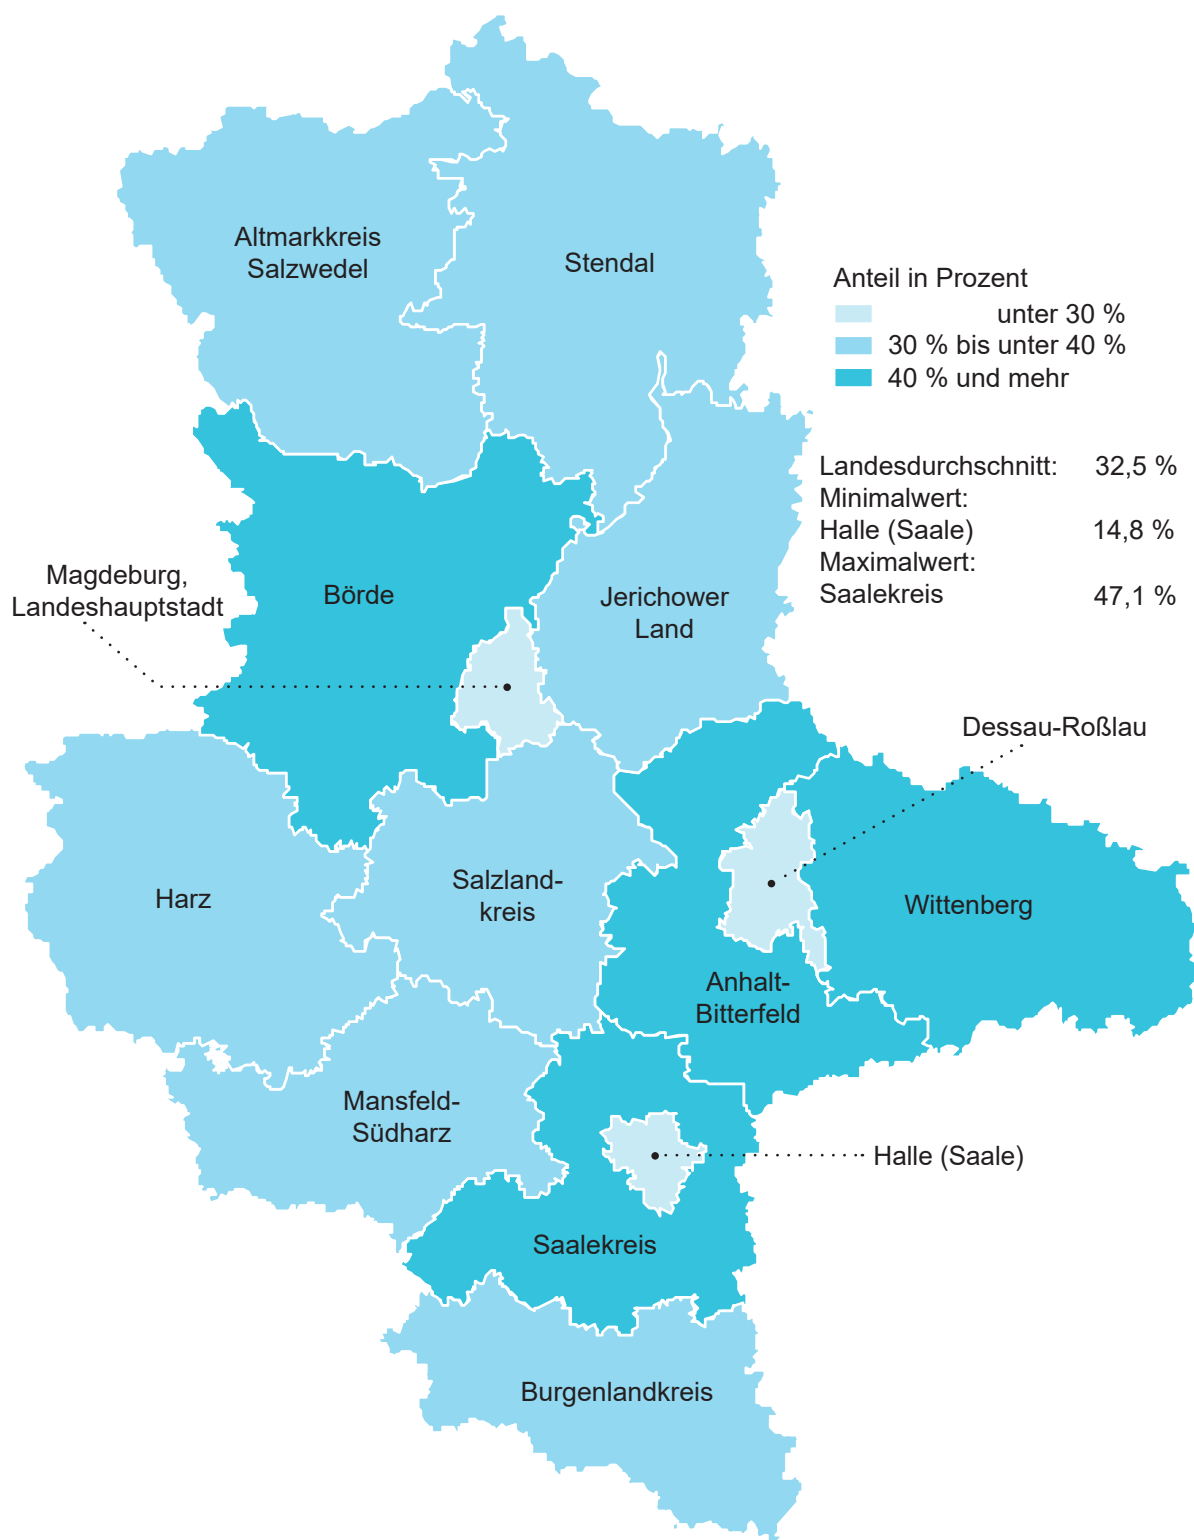 Altmarkkreis
Salzwedel
Stendal
Anteil in Prozent
unter 30 %
30 % bis unter 40 %
40 % und mehr
Landesdurchschnitt: 32,5 %
Minimalwert:
Halle (Saale) 14,8 %
Maximalwert:
Saalekreis 47,1 %
Magdeburg,
Landeshauptstadt
Börde
Jerichower
Land
Dessau-Roßlau
Harz
Salzland-
kreis
Wittenberg
Anhalt-
Bitterfeld
Mansfeld-
Südharz
Halle (Saale)
Saalekreis
Burgenlandkreis